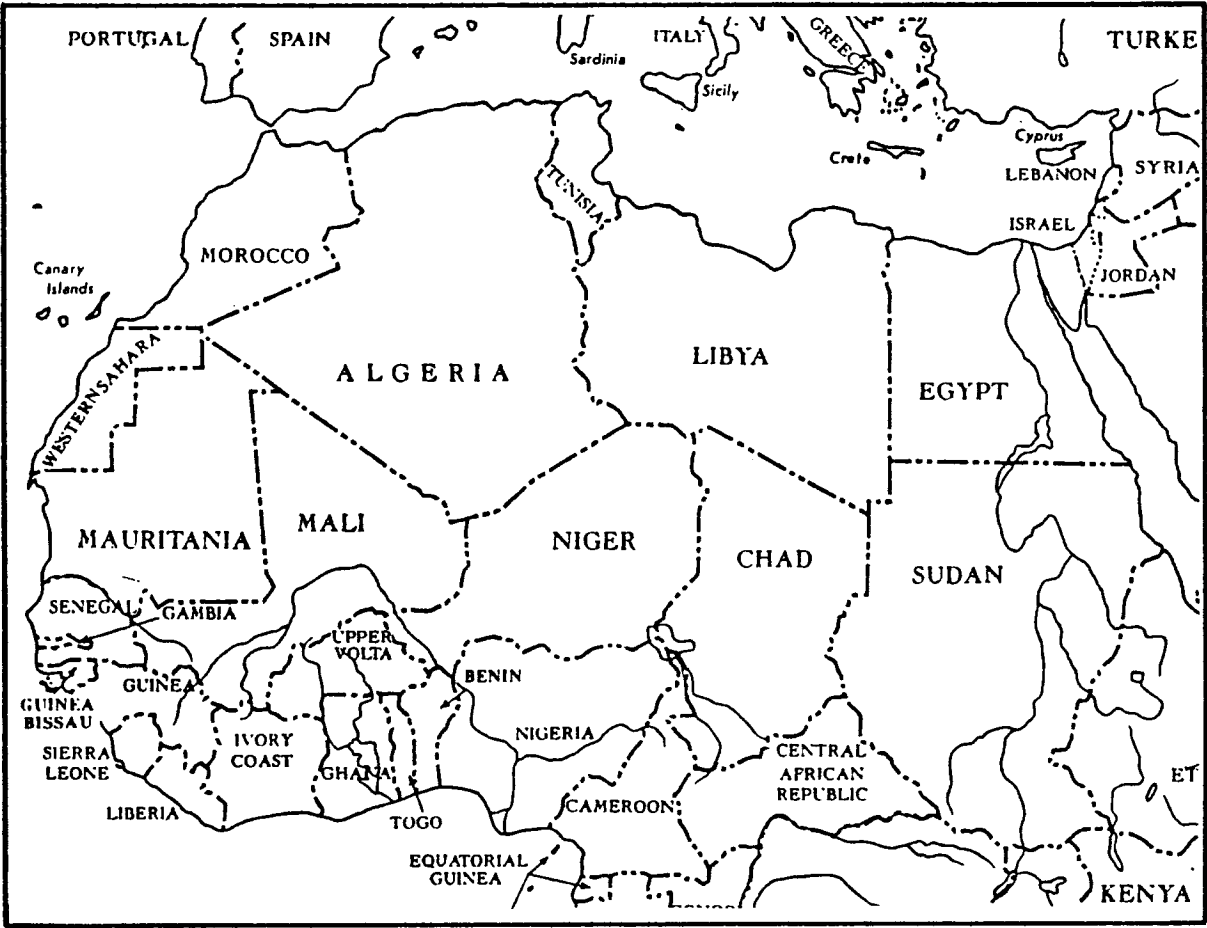 PORTUGAL
SPAIN
Sardinia
ITALY
Sicily
GREECE
TURKE
Crete
Cyprus
LEBANON
SYRIA
ISRAEL
JORDAN
MOROCCO
Canary
Islands
TUNISIA
WESTERNSAHARA
ALGERIA
LIBYA
EGYPT
MAURITANIA
MALI
NIGER
CHAD
SUDAN
SENEGAL
GAMBIA
UPPER
VOLTA
GUINEA
BENIN
GUINEA
BISSAU
SIERRA
LEONE
IVORY
COAST
NIGERIA
GHANA
CENTRAL
AFRICAN
REPUBLIC
ET
LIBERIA
TOGO
CAMEROON
EQUATORIAL
GUINEA
KENYA